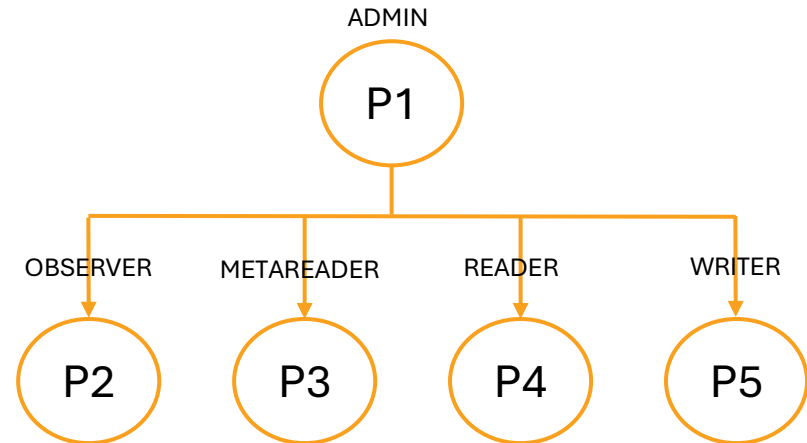 ADMIN
P1
OBSERVER
METAREADER
READER
WRITER
P2
P3
P4
P5